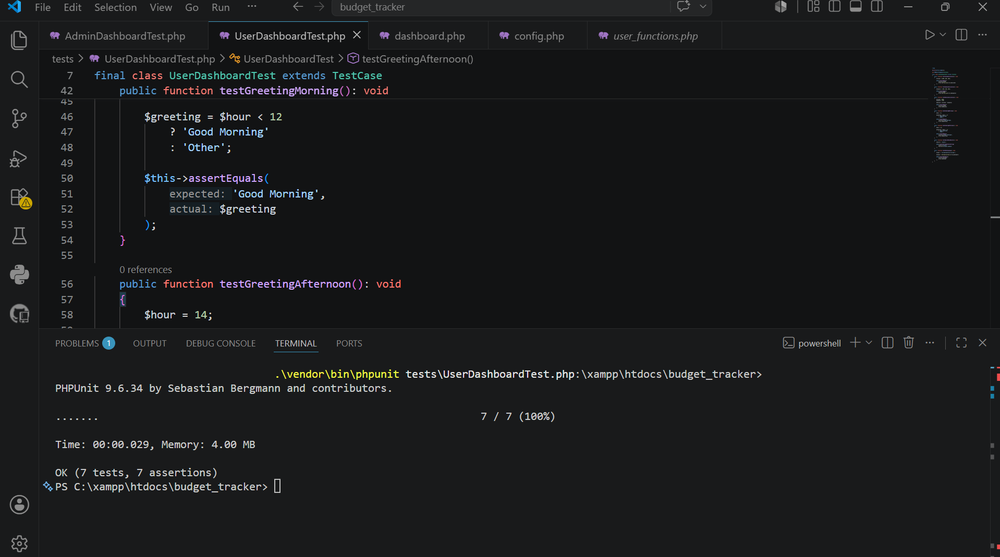 File Edit Selection View Go Run ··· budget_tracker
AdminDashboardTest.php UserDashboardTest.php dashboard.php config.php user_functions.php
tests > UserDashboardTest.php > UserDashboardTest > testGreetingAfternoon()
7 final class UserDashboardTest extends TestCase
42 public function testGreetingMorning(): void
45
46 $greeting = $hour < 12
47 ? 'Good Morning'
48 : 'Other';
49
50 $this->assertEquals(
51 expected: 'Good Morning',
52 actual: $greeting
53 );
54 }
55
0 references
56 public function testGreetingAfternoon(): void
57 {
58 $hour = 14;
PROBLEMS 1 OUTPUT DEBUG CONSOLE TERMINAL PORTS powershell
.\vendor\bin\phpunit tests\UserDashboardTest.php:\xampp\htdocs\budget_tracker>
PHPUnit 9.6.34 by Sebastian Bergmann and contributors.
....... 7 / 7 (100%)
Time: 00:00.029, Memory: 4.00 MB
OK (7 tests, 7 assertions)
PS C:\xampp\htdocs\budget_tracker>